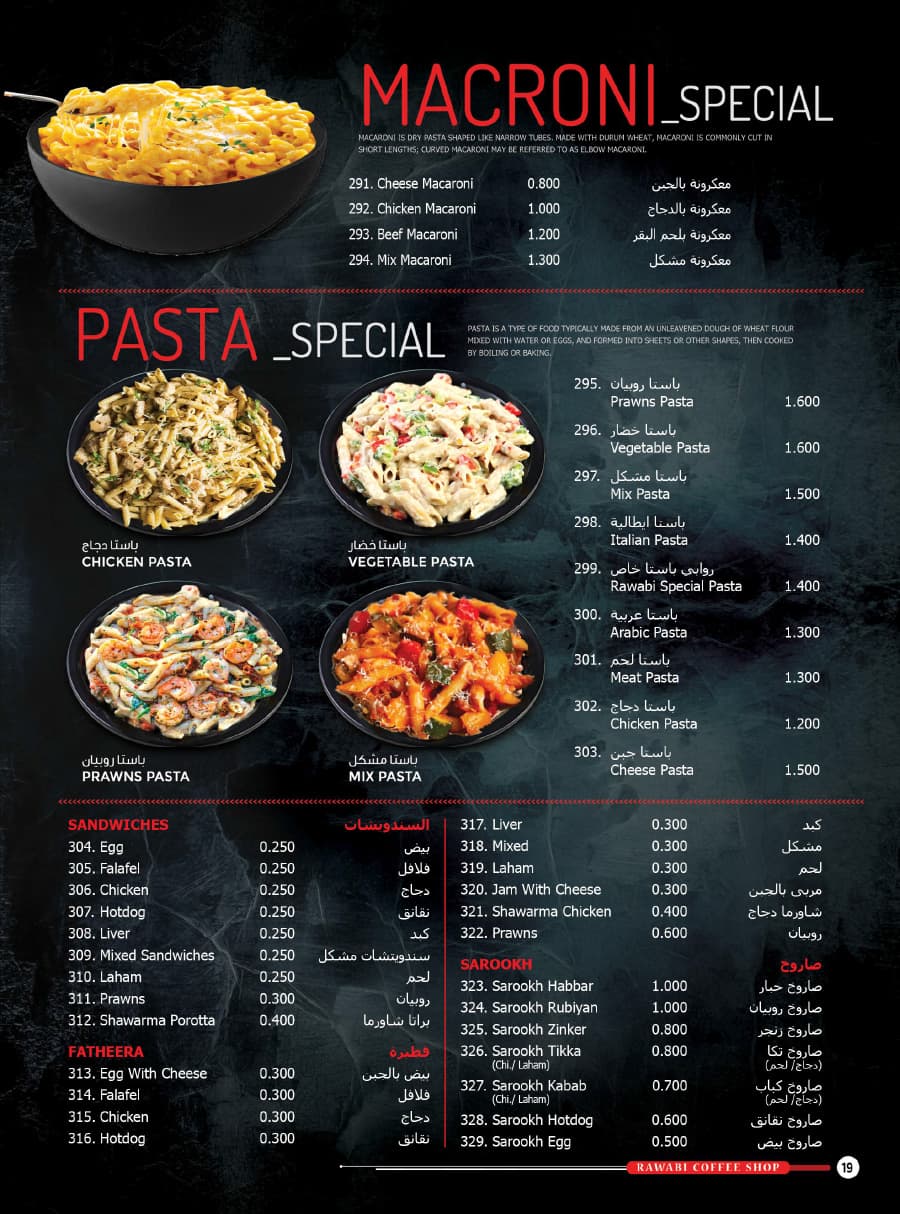 MACRONI_SPECIAL
MACARONI IS DRY PASTA SHAPED LIKE NARROW TUBES. MADE WITH DURUM WHEAT, MACARONI IS COMMONLY CUT IN
SHORT LENGTHS; CURVED MACARONI MAY BE REFERRED TO AS ELBOW MACARONI.
291. Cheese Macaroni 0.800 معكرونة بالجبن
292. Chicken Macaroni 1.000 معكرونة بالدجاج
293. Beef Macaroni 1.200 معكرونة بلحم البقر
294. Mix Macaroni 1.300 معكرونة مشكل
PASTA _SPECIAL
PASTA IS A TYPE OF FOOD TYPICALLY MADE FROM AN UNLEAVENED DOUGH OF WHEAT FLOUR
MIXED WITH WATER OR EGGS, AND FORMED INTO SHEETS OR OTHER SHAPES, THEN COOKED
BY BOILING OR BAKING.
باستا دجاج
CHICKEN PASTA
باستا خضار
VEGETABLE PASTA
باستا روبيان
PRAWNS PASTA
باستا مشكل
MIX PASTA
295. باستا روبيان
Prawns Pasta 1.600
296. باستا خضار
Vegetable Pasta 1.600
297. باستا مشكل
Mix Pasta 1.500
298. باستا ايطالية
Italian Pasta 1.400
299. روابي باستا خاص
Rawabi Special Pasta 1.400
300. باستا عربية
Arabic Pasta 1.300
301. باستا لحم
Meat Pasta 1.300
302. باستا دجاج
Chicken Pasta 1.200
303. باستا جبن
Cheese Pasta 1.500
SANDWICHES السندويشات
304. Egg 0.250 بيض
305. Falafel 0.250 فلافل
306. Chicken 0.250 دجاج
307. Hotdog 0.250 نقانق
308. Liver 0.250 كبد
309. Mixed Sandwiches 0.250 سندويتشات مشكل
310. Laham 0.250 لحم
311. Prawns 0.300 روبيان
312. Shawarma Porotta 0.400 براتا شاورما
FATHEERA فطيرة
313. Egg With Cheese 0.300 بيض بالجبن
314. Falafel 0.300 فلافل
315. Chicken 0.300 دجاج
316. Hotdog 0.300 نقانق
317. Liver 0.300 كبد
318. Mixed 0.300 مشكل
319. Laham 0.300 لحم
320. Jam With Cheese 0.300 مربى بالجبن
321. Shawarma Chicken 0.400 شاورما دجاج
322. Prawns 0.600 روبيان
SAROOKH صاروخ
323. Sarookh Habbar 1.000 صاروخ حبار
324. Sarookh Rubiyan 1.000 صاروخ روبيان
325. Sarookh Zinker 0.800 صاروخ زنجر
326. Sarookh Tikka 0.800 صاروخ تكا
(Chi./ Laham) (دجاج/ لحم)
327. Sarookh Kabab 0.700 صاروخ كباب
(Chi./ Laham) (دجاج/ لحم)
328. Sarookh Hotdog 0.600 صاروخ نقانق
329. Sarookh Egg 0.500 صاروخ بيض
RAWABI COFFEE SHOP 19